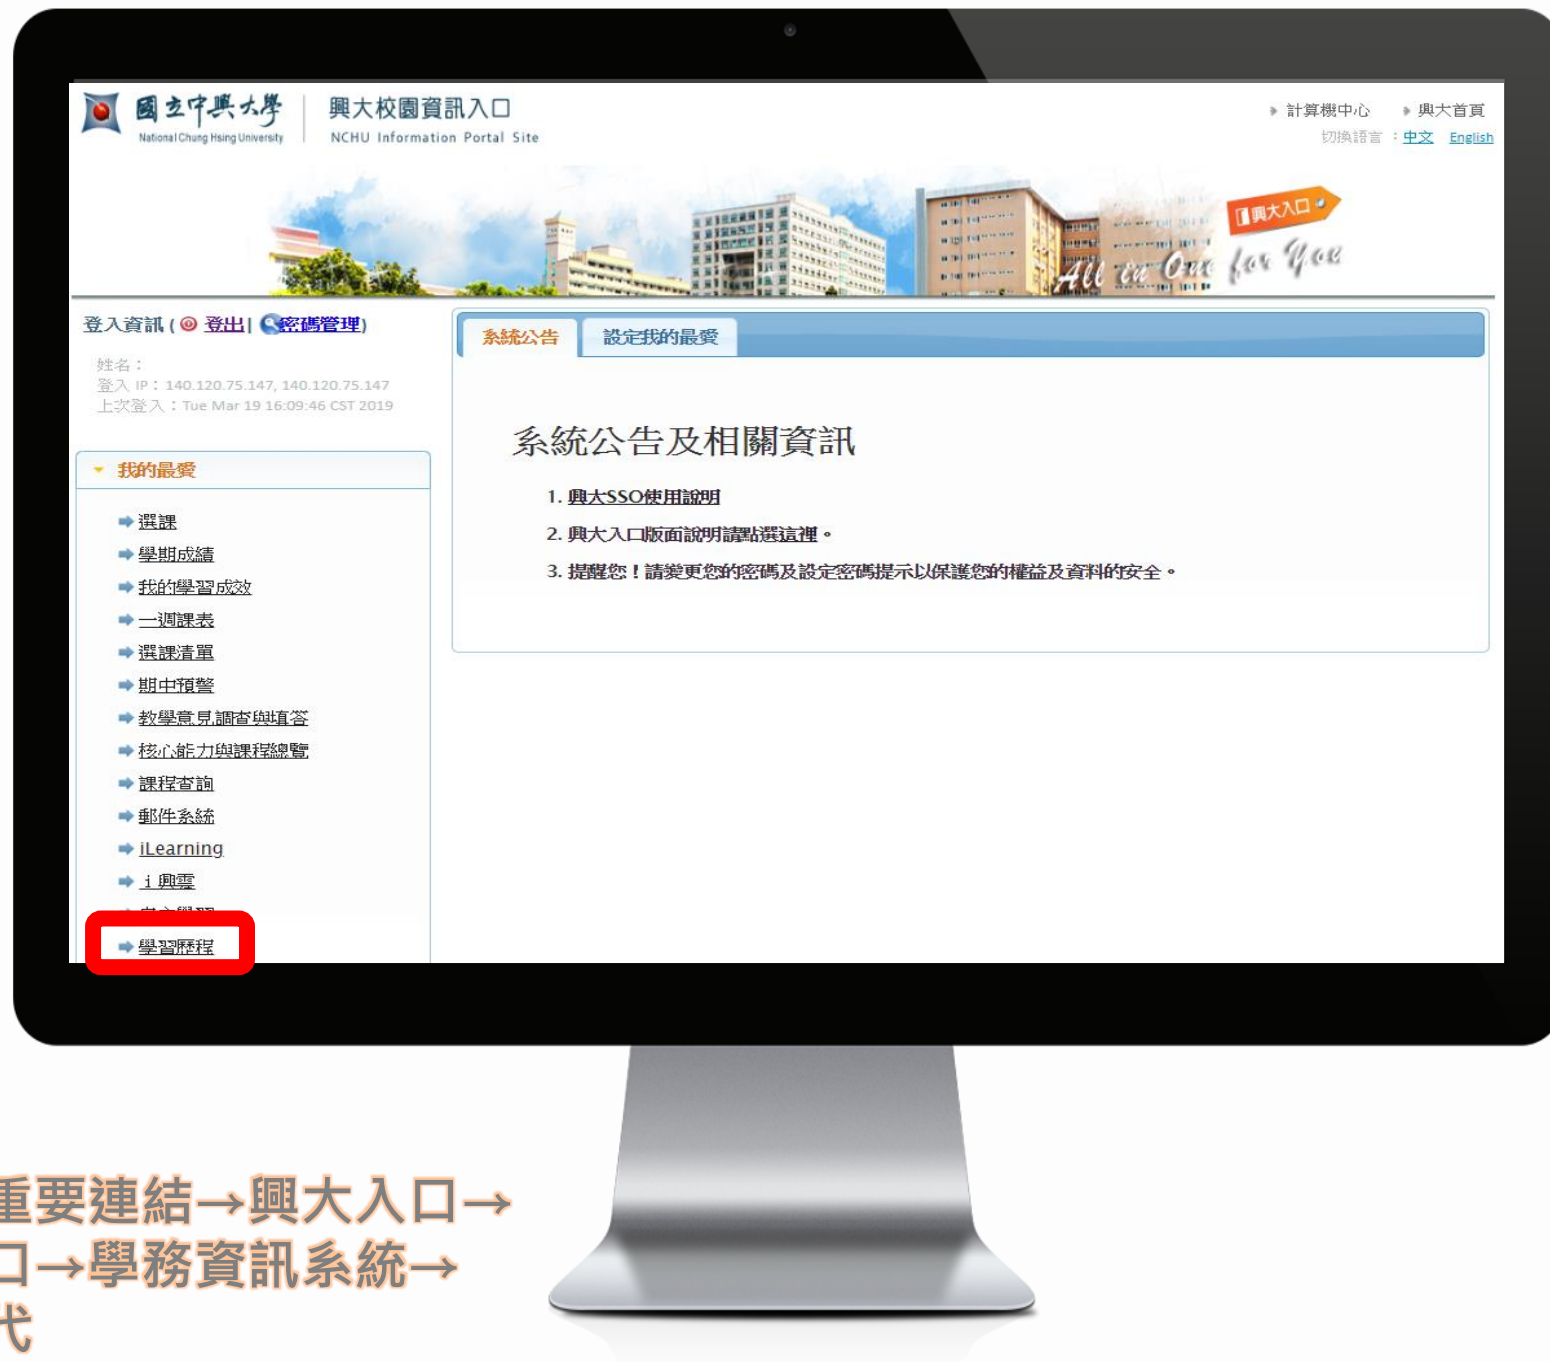 國立中興大學
National Chung Hsing University
興大校園資訊入口
NCHU Information Portal Site
計算機中心 興大首頁
切換語言：中文 English
興大入口
All in One for You
登入資訊 ( 登出| 密碼管理)
姓名：
登入 IP： 140.120.75.147, 140.120.75.147
上次登入：Tue Mar 19 16:09:46 CST 2019
我的最愛
選課
學期成績
我的學習成效
一週課表
選課清單
期中預警
教學意見調查與填答
核心能力與課程總覽
課程查詢
郵件系統
iLearning
i 興雲
學習歷程
系統公告 設定我的最愛
系統公告及相關資訊
1. 興大SSO使用說明
2. 興大入口版面說明請點選這裡。
3. 提醒您！請變更您的密碼及設定密碼提示以保護您的權益及資料的安全。
重要連結→興大入口→
口→學務資訊系統→
代